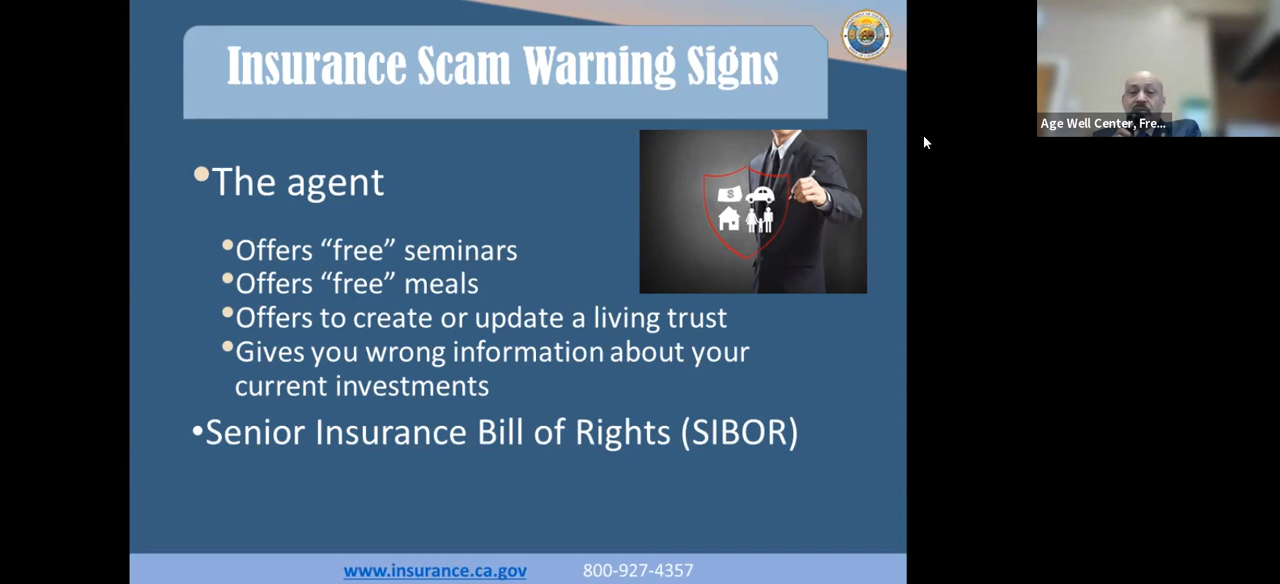 Insurance Scam Warning Signs
Age Well Center, Fre...
•The agent
•Offers “free” seminars
•Offers “free” meals
•Offers to create or update a living trust
•Gives you wrong information about your
current investments
•Senior Insurance Bill of Rights (SIBOR)
www.insurance.ca.gov 800-927-4357